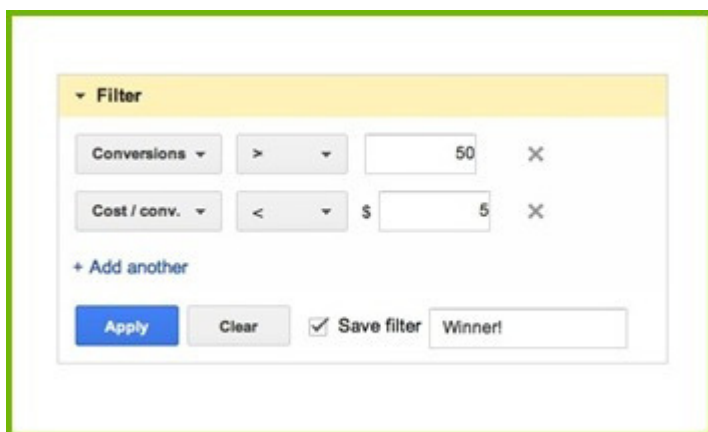 Filter
Conversions > 50
Cost / conv. < $ 5
+ Add another
Apply Clear Save filter Winner!